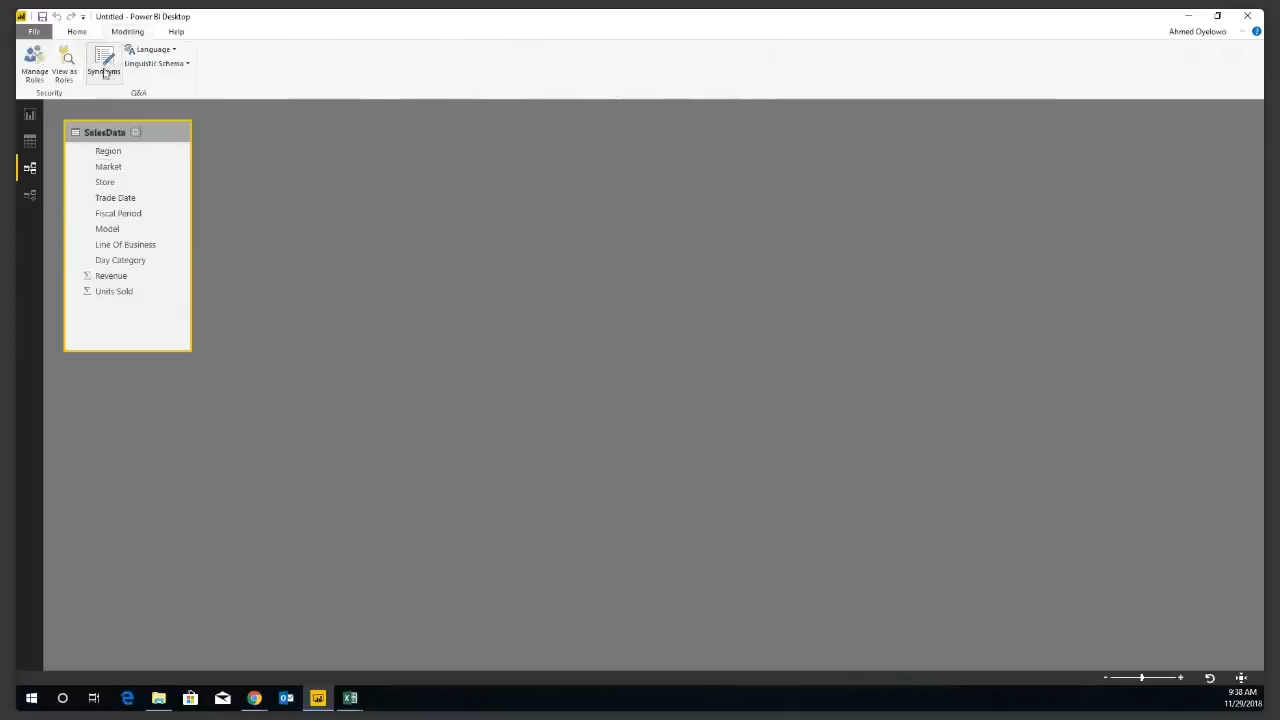 Untitled - Power BI Desktop
File Home Modeling Help
Ahmed Oyelowo
Manage Roles
View as Roles
Synonyms
Language
Linguistic Schema
Security
Q&A
SalesData
Region
Market
Store
Trade Date
Fiscal Period
Model
Line Of Business
Day Category
Σ Revenue
Σ Units Sold
9:38 AM
11/29/2018